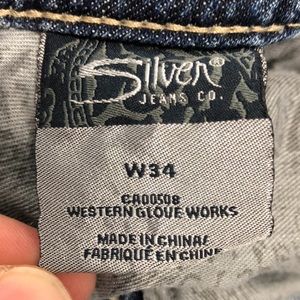 Silver®
JEANS CO.
W34
CA00508
WESTERN GLOVE WORKS
MADE IN CHINA/
FABRIQUÉ EN CHINE